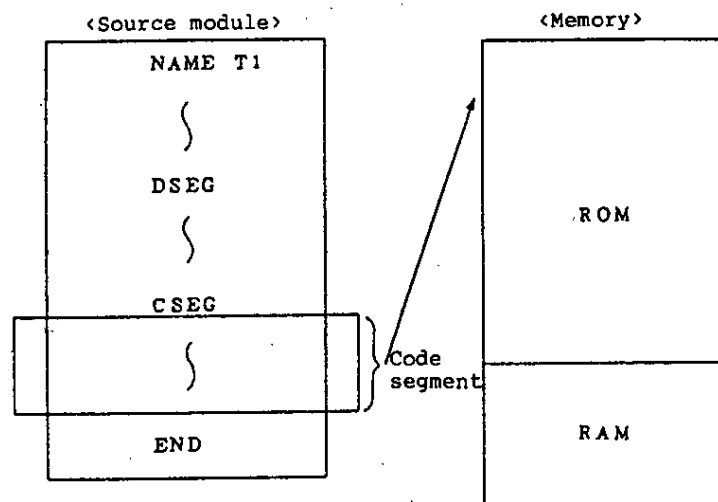 <Source module>
NAME T1
DSEG
CSEG
END
Code
segment
<Memory>
ROM
RAM